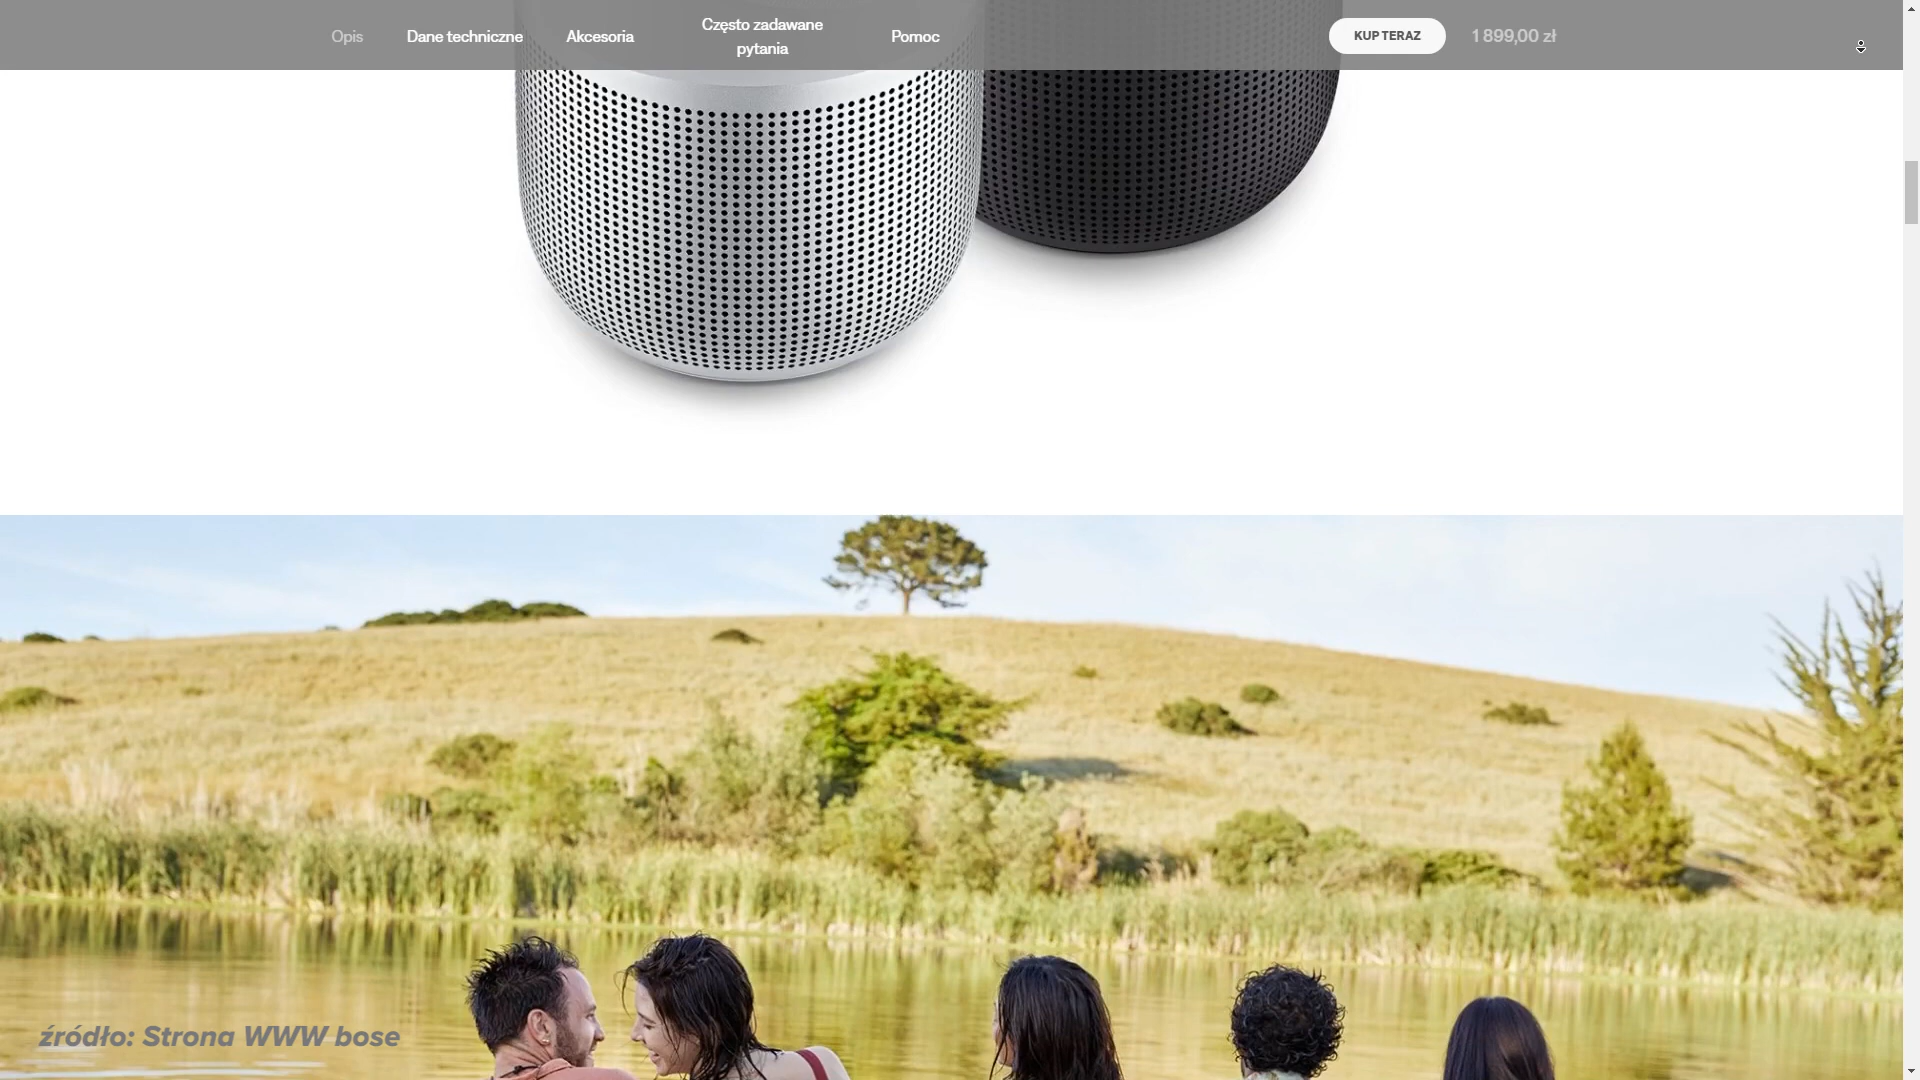 Opis
Dane techniczne
Akcesoria
Często zadawane
pytania
Pomoc
KUP TERAZ
1 899,00 zł
źródło: Strona WWW bose